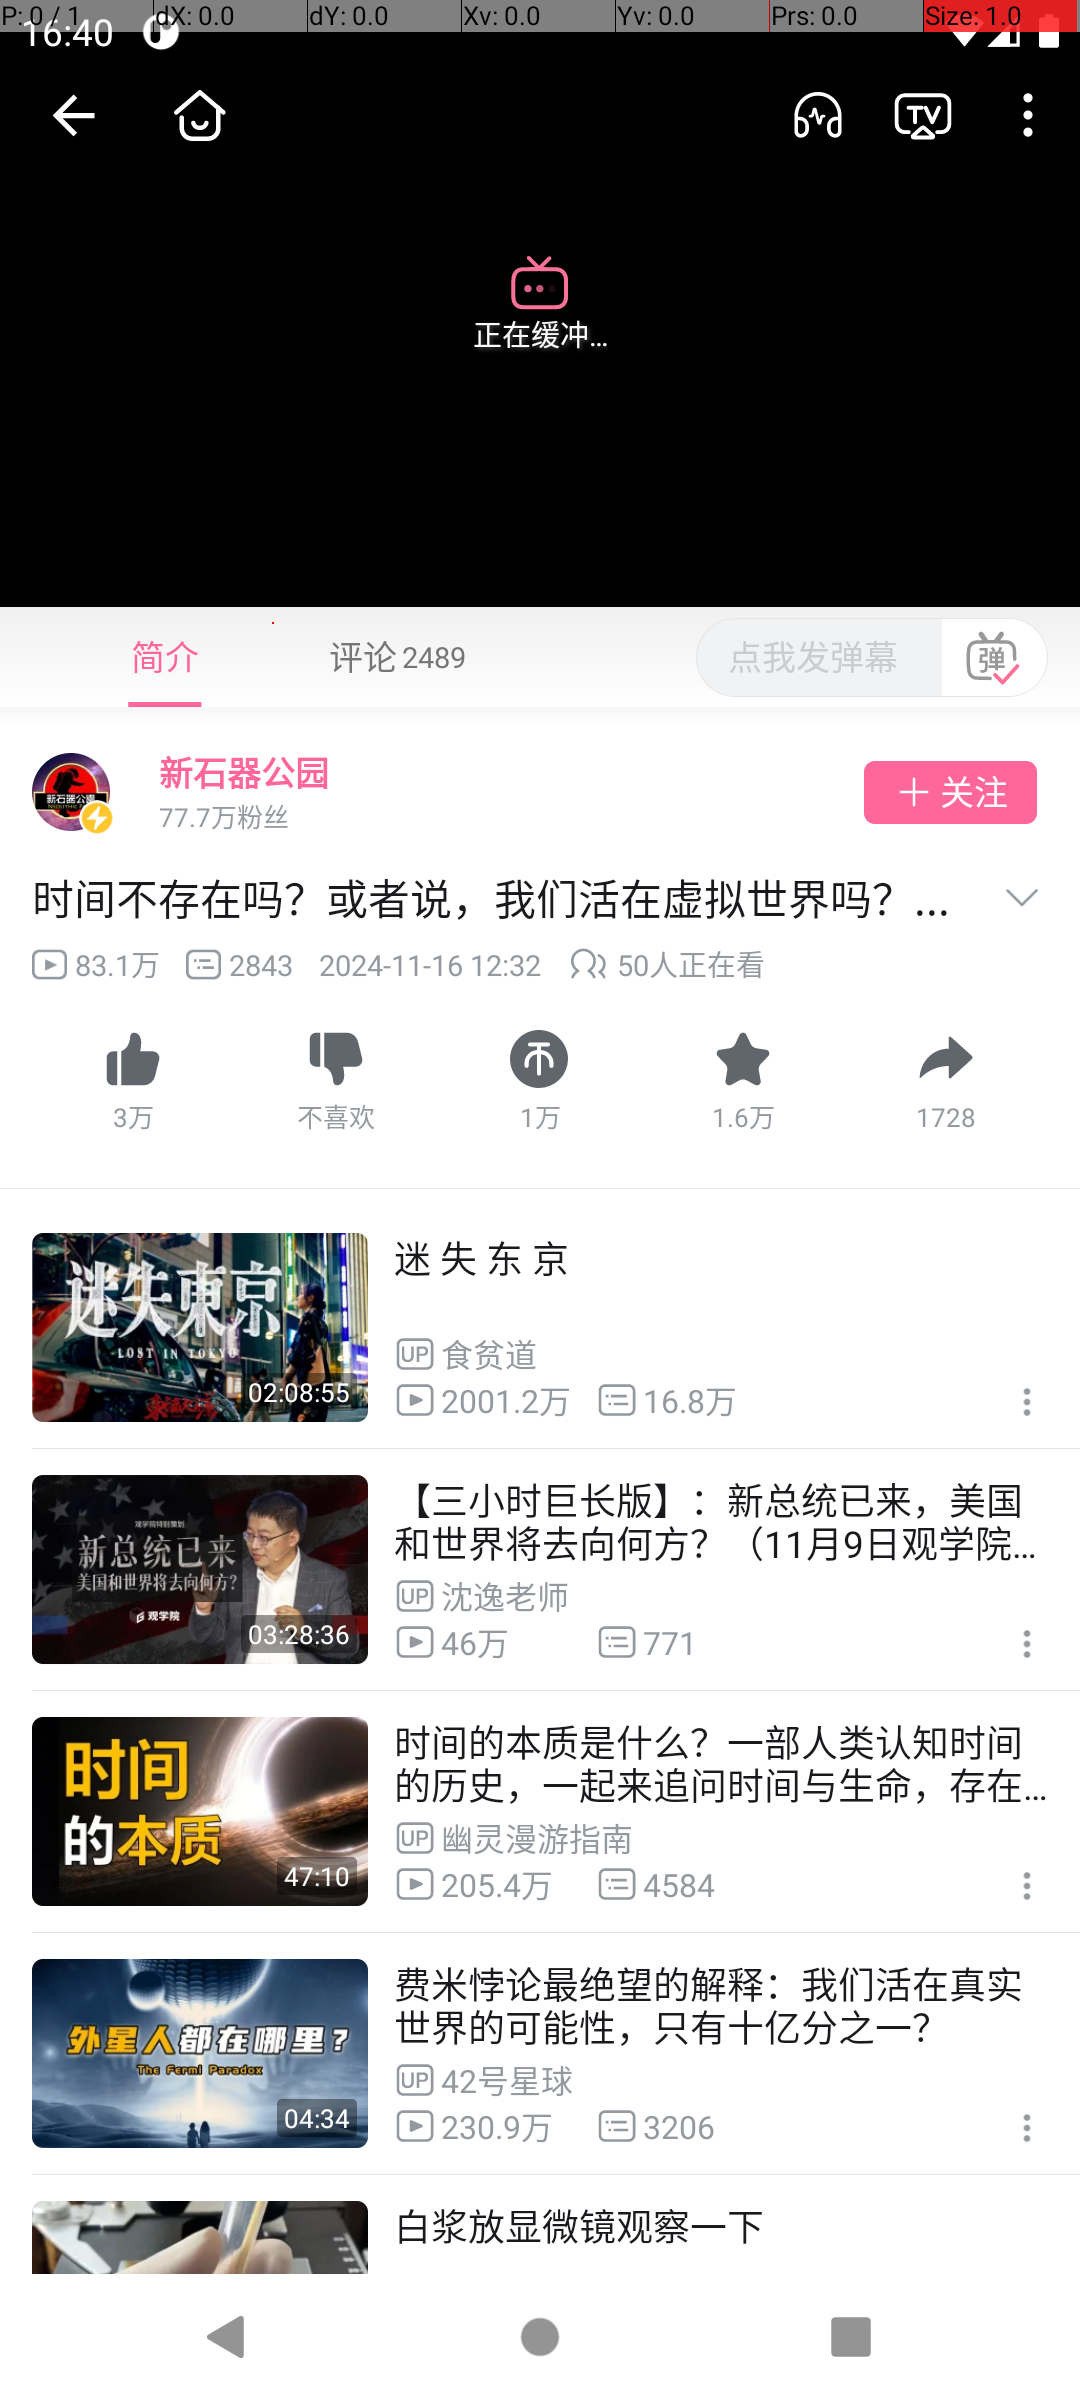 P: 0 / 1
dX: 0.0
dY: 0.0
Xv: 0.0
Yv: 0.0
Prs: 0.0
Size: 1.0
16:40
TV
正在缓冲...
简介
评论 2489
点我发弹幕
弹
新石器公园
新石器公園
77.7万粉丝
关注
时间不存在吗？或者说，我们活在虚拟世界吗？...
83.1万
2843
2024-11-16 12:32
50人正在看
3万
不喜欢
1万
1.6万
1728
迷失東京
LOST IN TOKYO
02:08:55
迷 失 东 京
UP 食贫道
2001.2万
16.8万
观学院特别策划
新总统已来
美国和世界将去向何方?
观学院
03:28:36
【三小时巨长版】：新总统已来，美国
和世界将去向何方？（11月9日观学院...
UP 沈逸老师
46万
771
时间
的本质
47:10
时间的本质是什么？一部人类认知时间
的历史，一起来追问时间与生命，存在...
UP 幽灵漫游指南
205.4万
4584
外星人都在哪里?
The Fermi Paradox
04:34
费米悖论最绝望的解释：我们活在真实
世界的可能性，只有十亿分之一？
UP 42号星球
230.9万
3206
白浆放显微镜观察一下